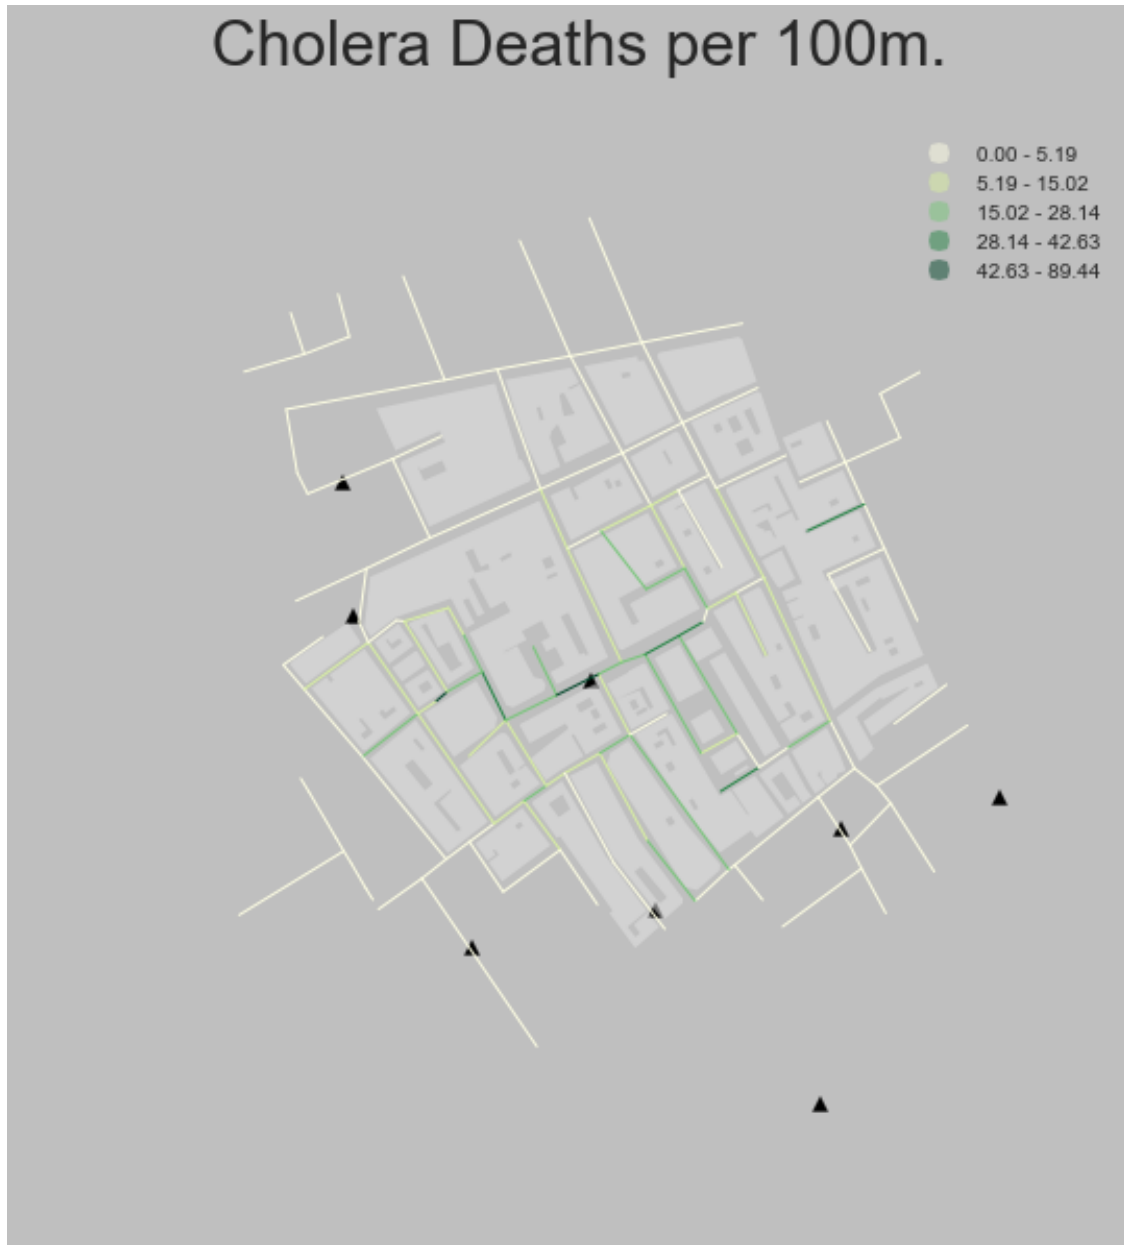 Cholera Deaths per 100m.
0.00 - 5.19
5.19 - 15.02
15.02 - 28.14
28.14 - 42.63
42.63 - 89.44